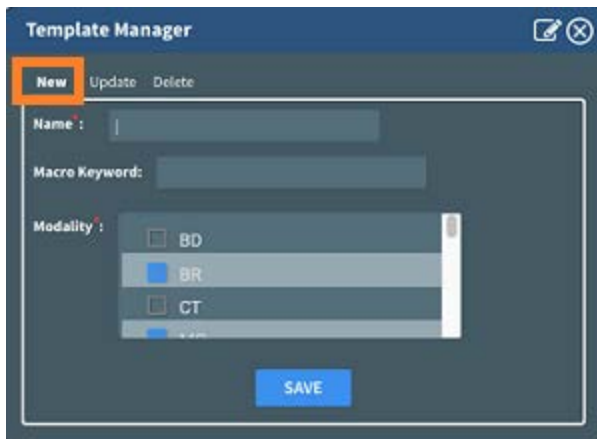 Template Manager
New Update Delete
Name*:
Macro Keyword:
Modality*:
BD
BR
CT
SAVE